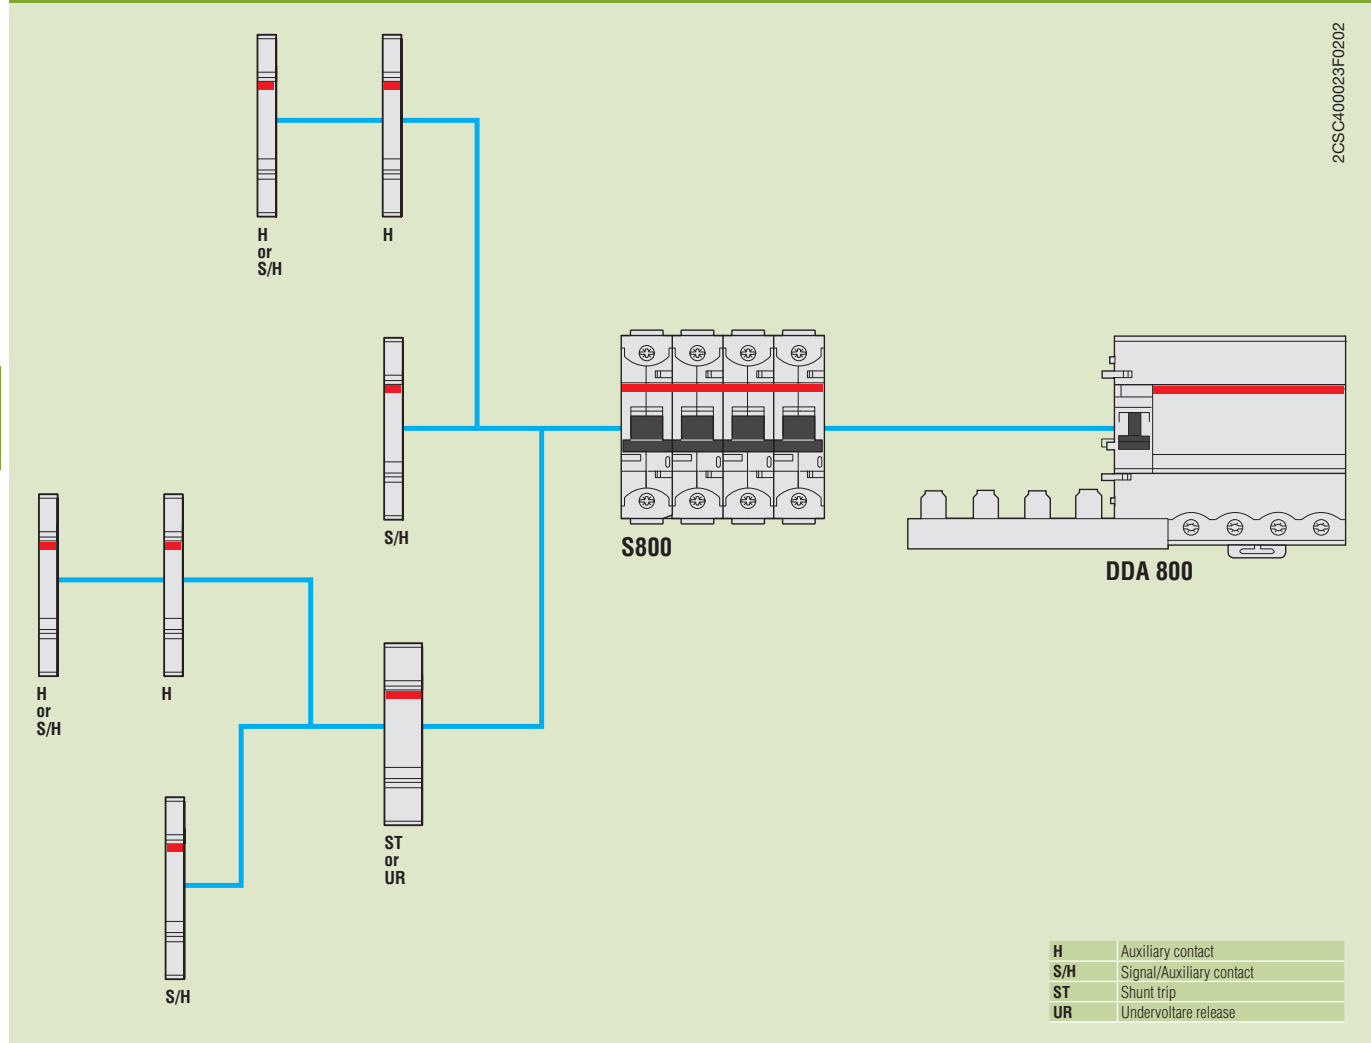 2CSC400023F0202
H
or
S/H
H
S/H
S800
DDA 800
H
or
S/H
H
ST
or
UR
S/H
H Auxiliary contact
S/H Signal/Auxiliary contact
ST Shunt trip
UR Undervoltare release